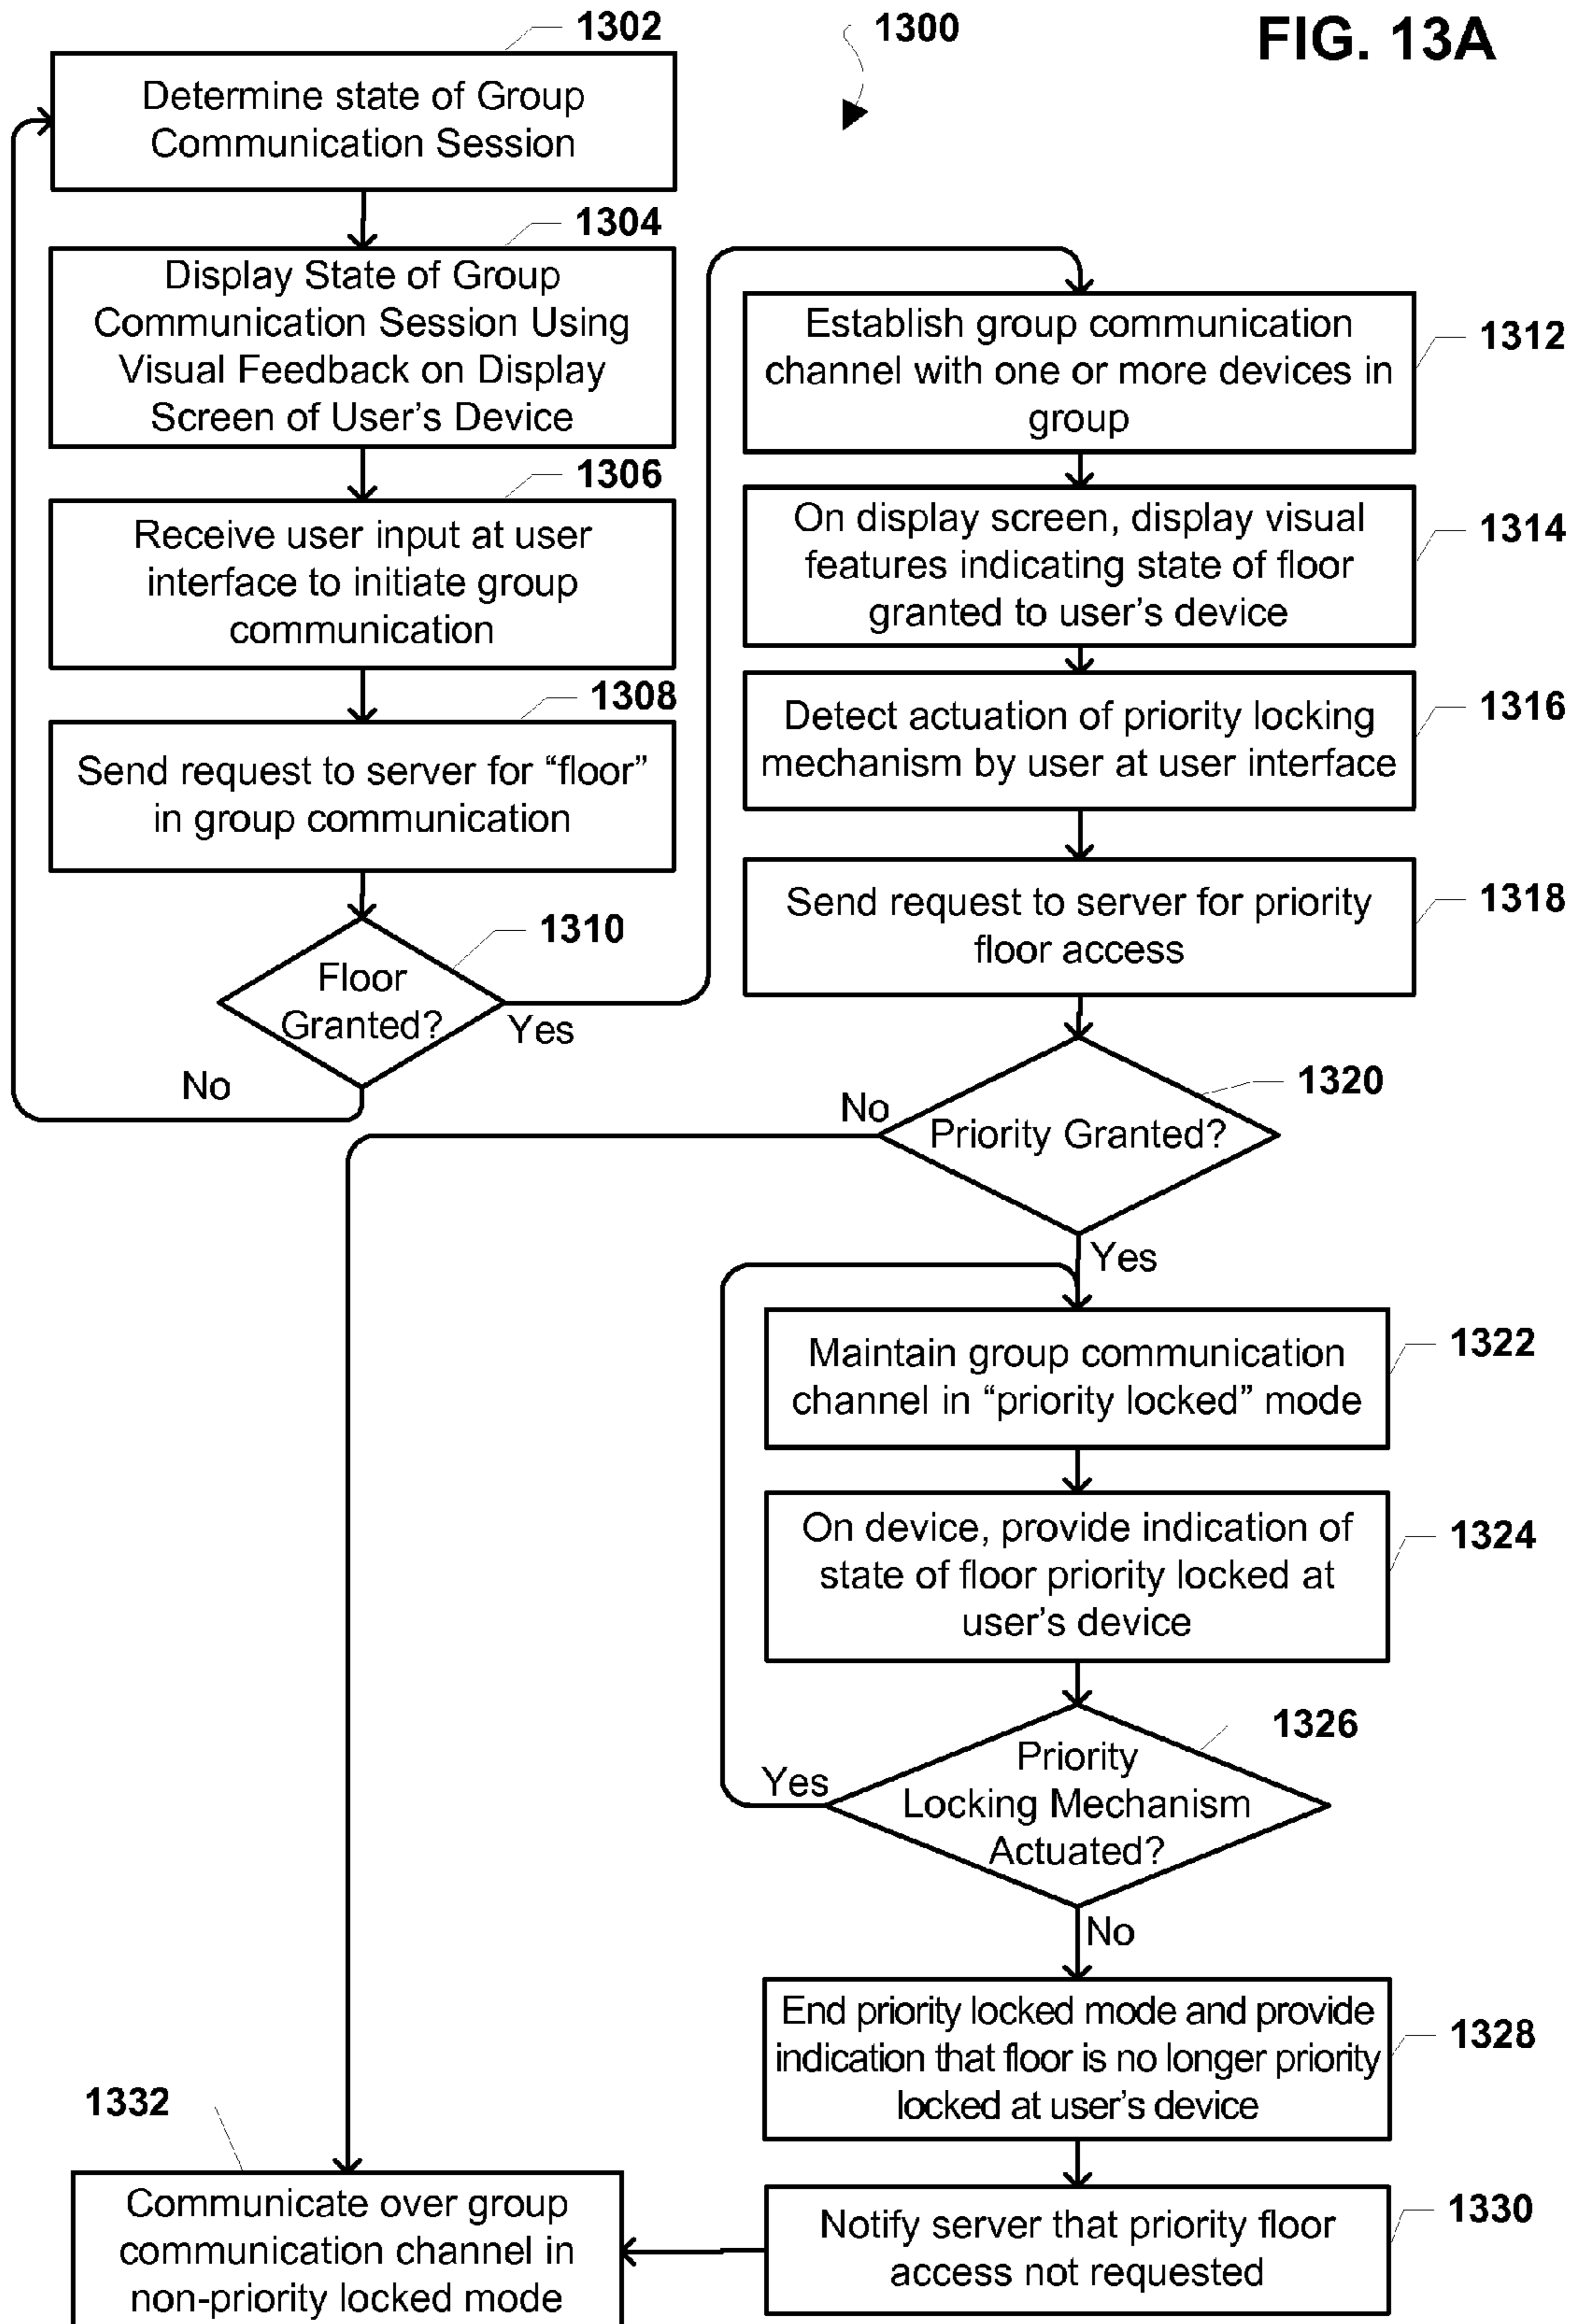 FIG. 13A
1300
1302
Determine state of Group
Communication Session
1304
Display State of Group
Communication Session Using
Visual Feedback on Display
Screen of User’s Device
1306
Receive user input at user
interface to initiate group
communication
1308
Send request to server for “floor”
in group communication
1310
Floor
Granted?
Yes
No
1312
Establish group communication
channel with one or more devices in
group
1314
On display screen, display visual
features indicating state of floor
granted to user’s device
1316
Detect actuation of priority locking
mechanism by user at user interface
1318
Send request to server for priority
floor access
1320
No
Priority Granted?
Yes
1322
Maintain group communication
channel in “priority locked” mode
1324
On device, provide indication of
state of floor priority locked at
user’s device
1326
Yes
Priority
Locking Mechanism
Actuated?
No
1328
End priority locked mode and provide
indication that floor is no longer priority
locked at user’s device
1330
Notify server that priority floor
access not requested
1332
Communicate over group
communication channel in
non-priority locked mode